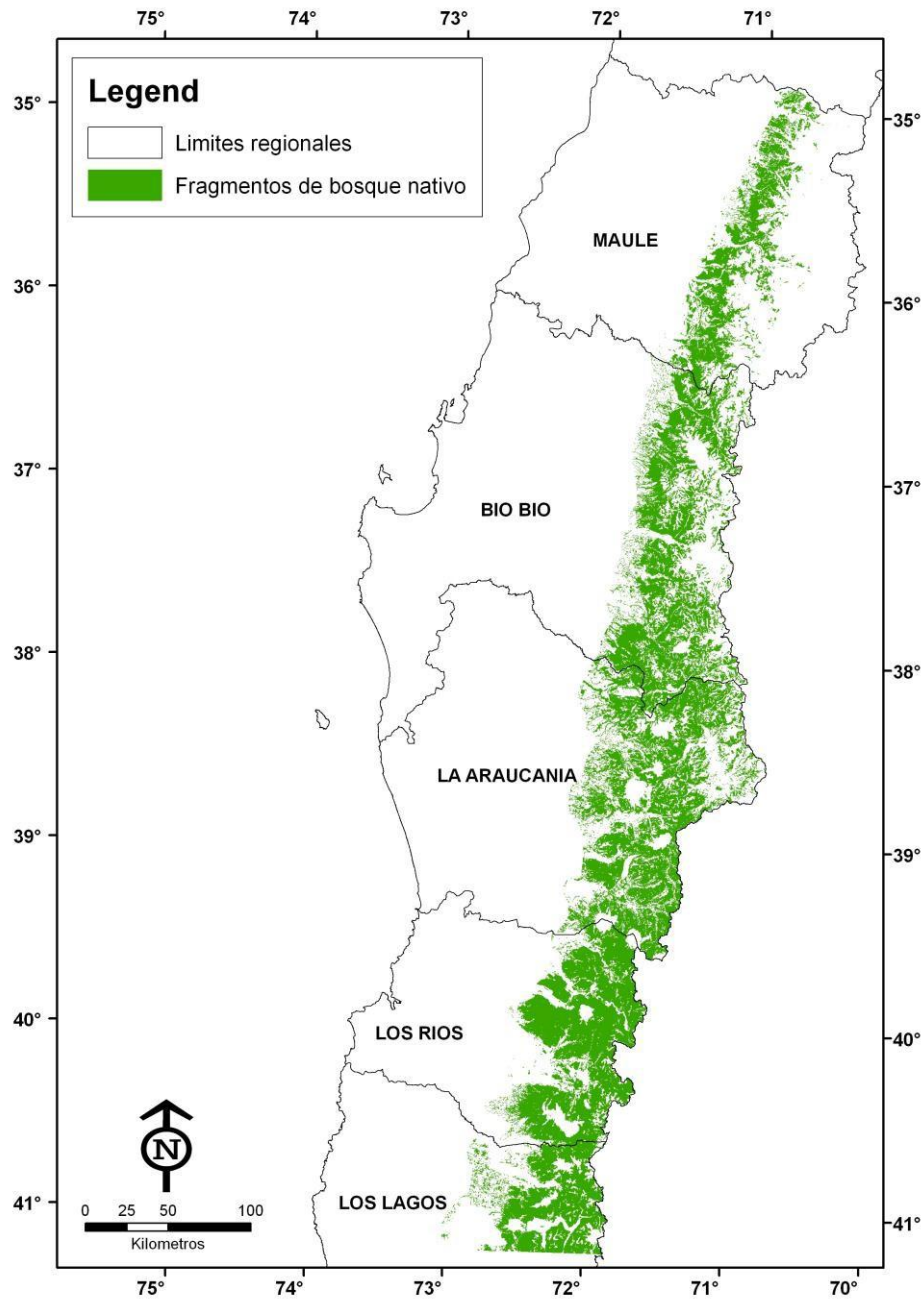 75° 74° 73° 72° 71°
Legend
Limites regionales
Fragmentos de bosque nativo
35°
35°
MAULE
36°
36°
37°
37°
BIO BIO
38°
38°
LA ARAUCANIA
39°
39°
40°
40°
LOS RIOS
N
LOS LAGOS
41°
41°
0 25 50 100
Kilometros
75° 74° 73° 72° 71° 70°